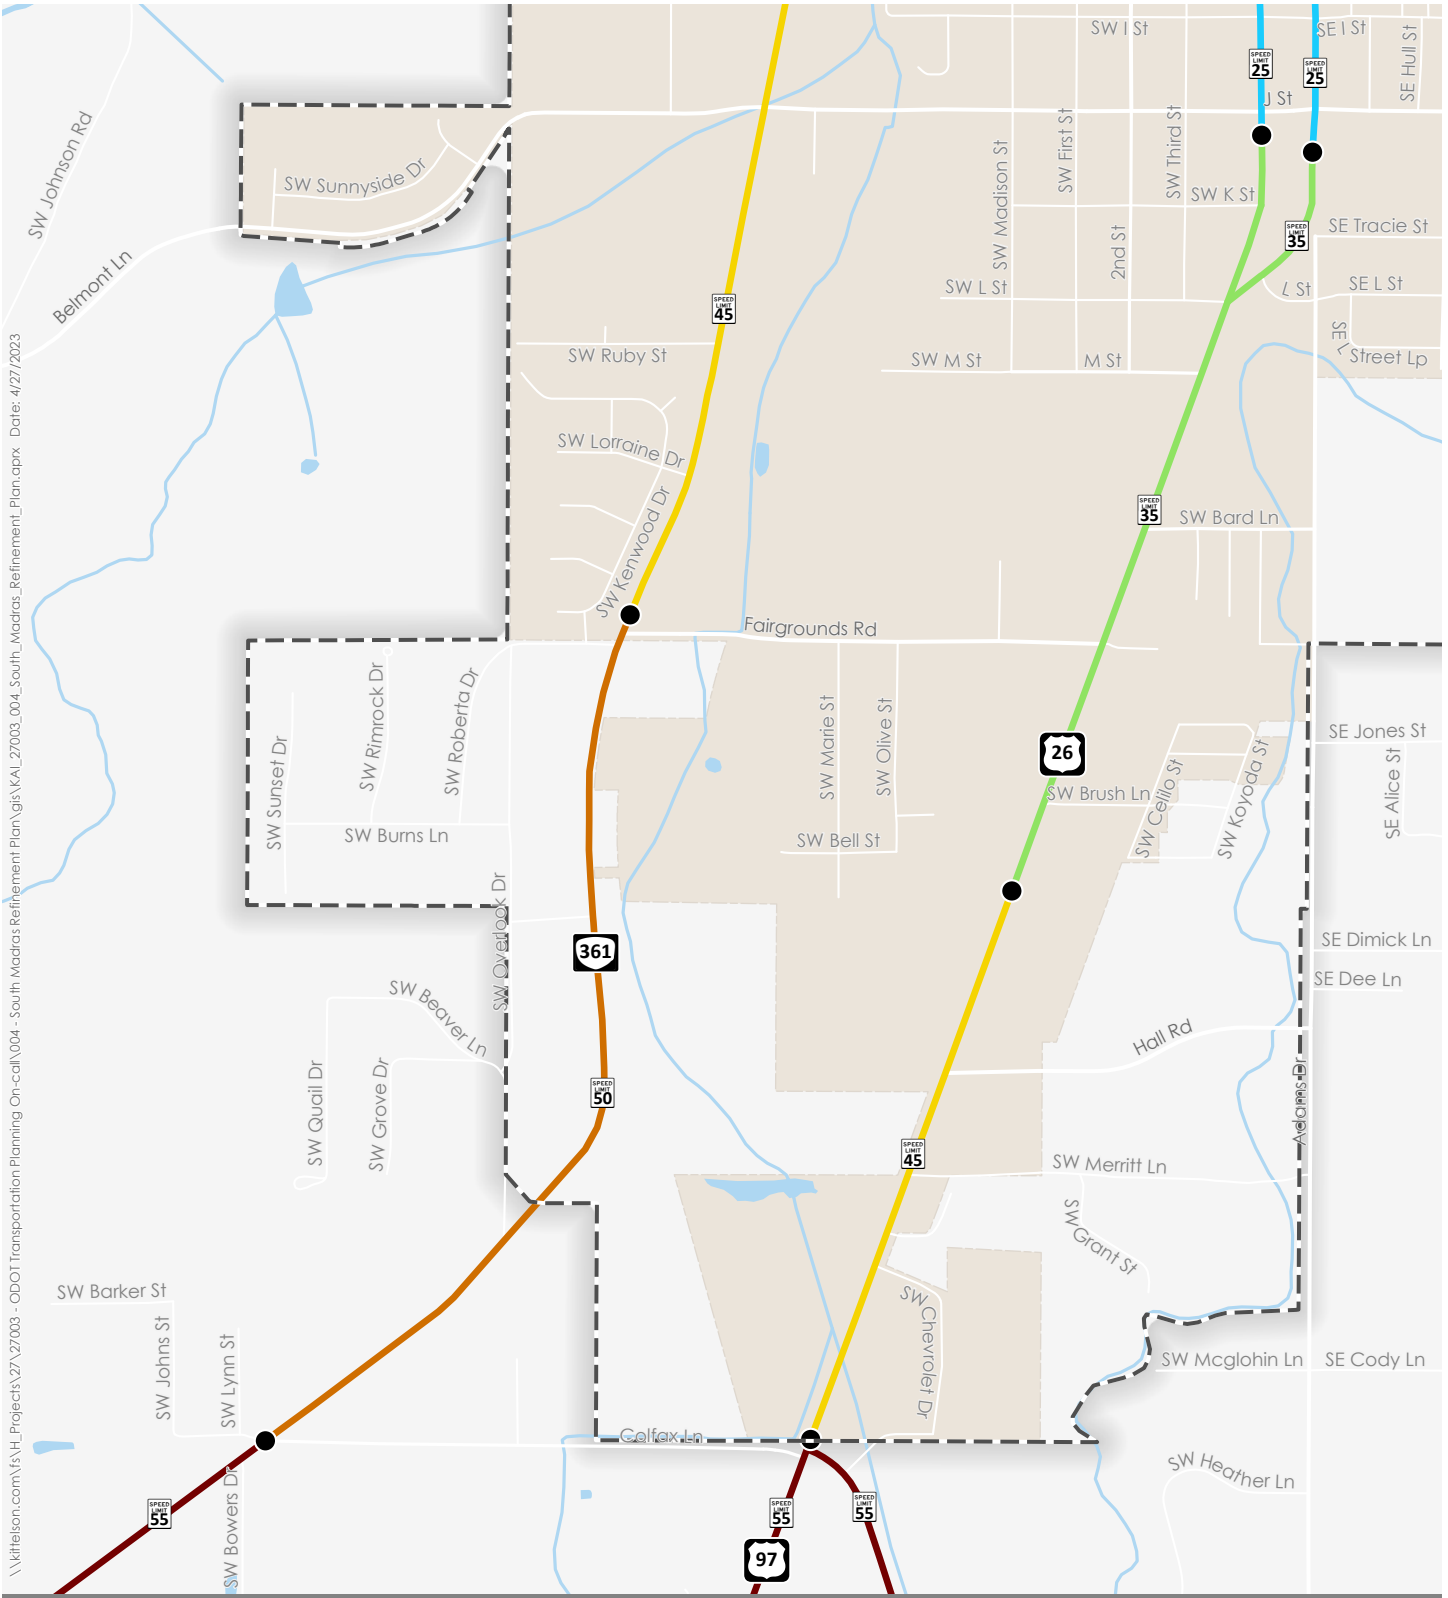 SW I St
SE I St
SE Hull St
SPEED LIMIT 25
SPEED LIMIT 25
J St
SW Johnson Rd
SW Sunnyside Dr
SW Madison St
SW First St
SW Third St
SW K St
2nd St
SPEED LIMIT 35
SE Tracie St
Belmont Ln
SW L St
L St
SE L St
SPEED LIMIT 45
SW Ruby St
SW M St
M St
SE L Street Lp
SW Lorraine Dr
SW Kenwood Dr
SPEED LIMIT 35
SW Bard Ln
Fairgrounds Rd
SW Sunset Dr
SW Rimrock Dr
SW Roberta Dr
SW Marie St
SW Olive St
26
SE Jones St
SE Alice St
SW Brush Ln
SW Celilo St
SW Koyoda St
SW Burns Ln
SW Bell St
SW Overlook Dr
361
SE Dimick Ln
SE Dee Ln
SW Beaver Ln
Hall Rd
SW Quail Dr
SW Grove Dr
SPEED LIMIT 50
Adams Dr
SPEED LIMIT 45
SW Merritt Ln
SW Grant St
SW Barker St
SW Chevrolet Dr
SW Johns St
SW Lynn St
SW Mcglohin Ln
SE Cody Ln
Colfax Ln
SW Heather Ln
SPEED LIMIT 55
SPEED LIMIT 55
SPEED LIMIT 55
SW Bowers Dr
97
\\kittelson.com\fs\H_Projects\27\27003 - ODOT Transportation Planning On-call\004 - South Madras Refinement Plan\gis\KAI_27003_004_South_Madras_Refinement_Plan.aprx Date: 4/27/2023